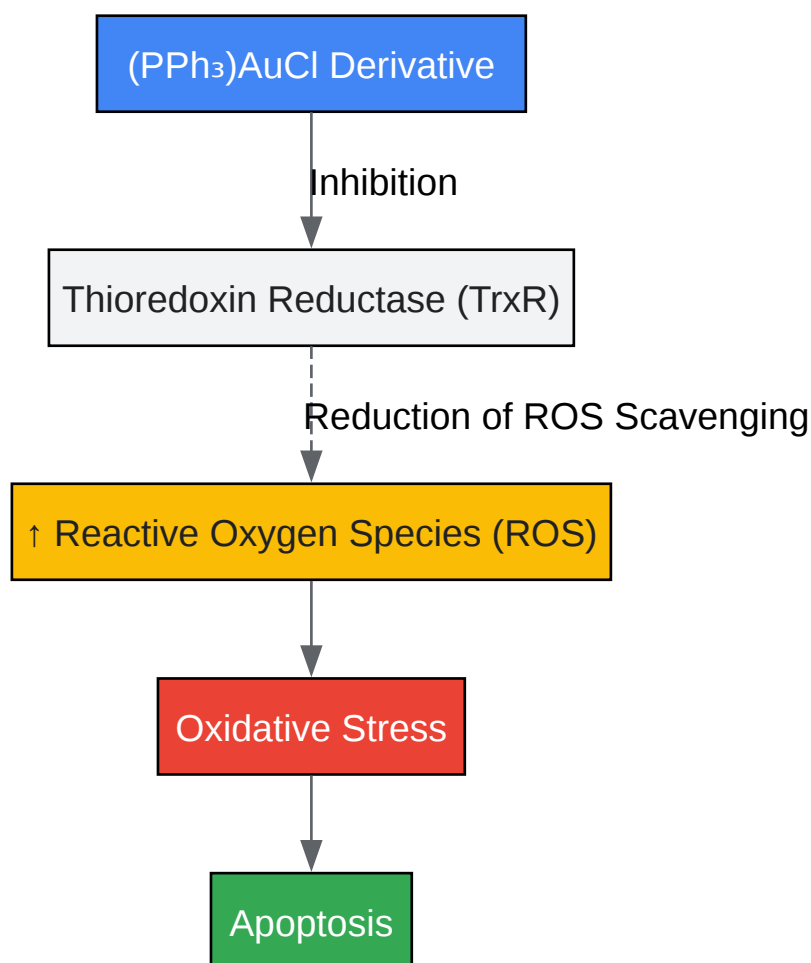 (PPh₃)AuCl Derivative
Inhibition
Thioredoxin Reductase (TrxR)
Reduction of ROS Scavenging
↑ Reactive Oxygen Species (ROS)
Oxidative Stress
Apoptosis